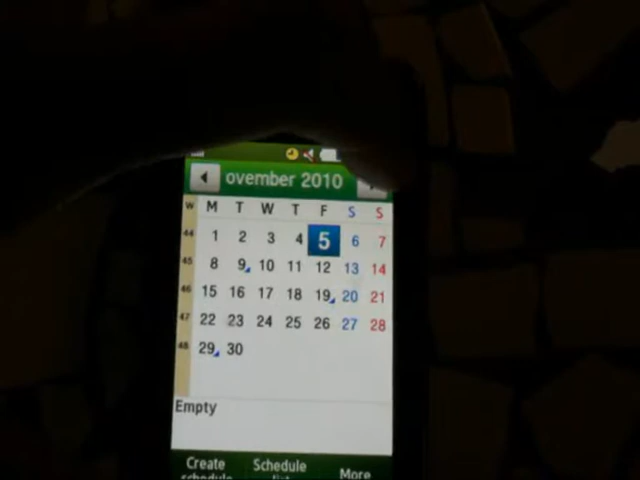 ovember 2010
W M T W T F S S
44 1 2 3 4 5 6 7
45 8 9 10 11 12 13 14
46 15 16 17 18 19 20 21
47 22 23 24 25 26 27 28
48 29 30
Empty
Create Schedule More
schedule list